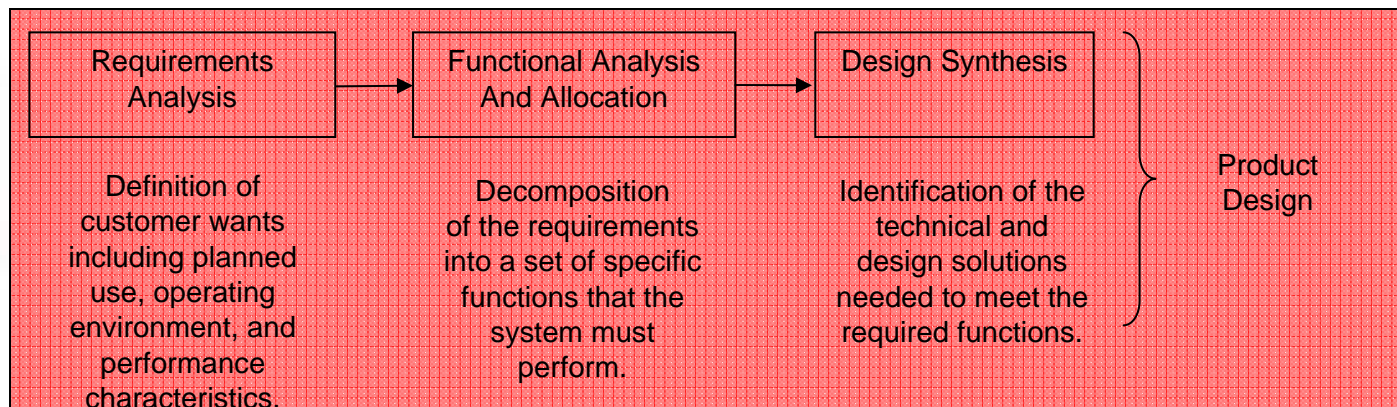 Requirements
Analysis
Functional Analysis
And Allocation
Design Synthesis
Definition of
customer wants
including planned
use, operating
environment, and
performance
characteristics.
Decomposition
of the requirements
into a set of specific
functions that the
system must
perform.
Identification of the
technical and
design solutions
needed to meet the
required functions.
Product
Design